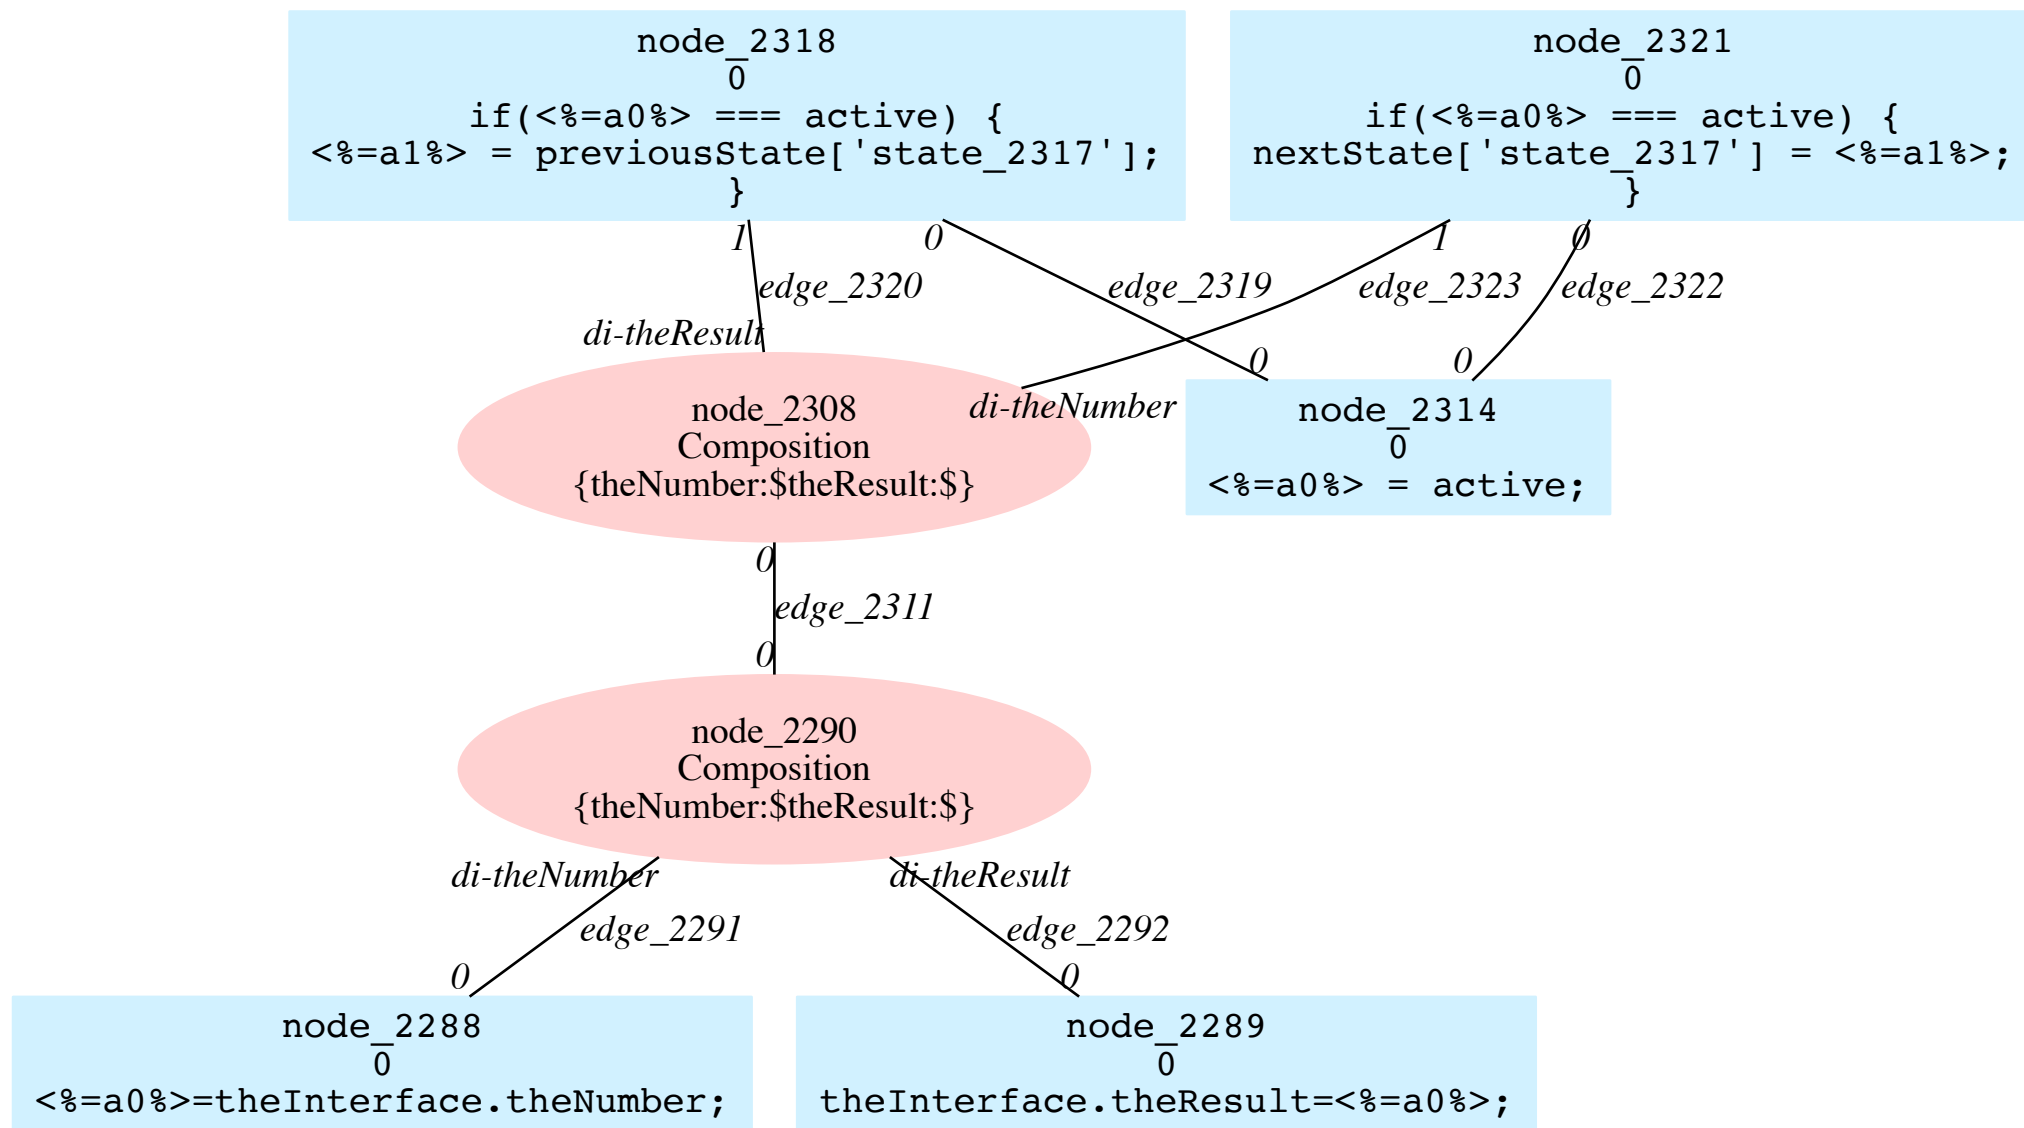 node_2318
0
if(<%=a0%> === active) {
<%=a1%> = previousState['state_2317'];
}
node_2321
0
if(<%=a0%> === active) {
nextState['state_2317'] = <%=a1%>;
}
1
0
1
0
edge_2320
edge_2319
edge_2323
edge_2322
di-theResult
0
0
di-theNumber
node_2308
Composition
{theNumber:$theResult:$}
node_2314
0
<%=a0%> = active;
0
edge_2311
0
node_2290
Composition
{theNumber:$theResult:$}
di-theNumber
di-theResult
edge_2291
edge_2292
0
0
node_2288
0
<%=a0%>=theInterface.theNumber;
node_2289
0
theInterface.theResult=<%=a0%>;